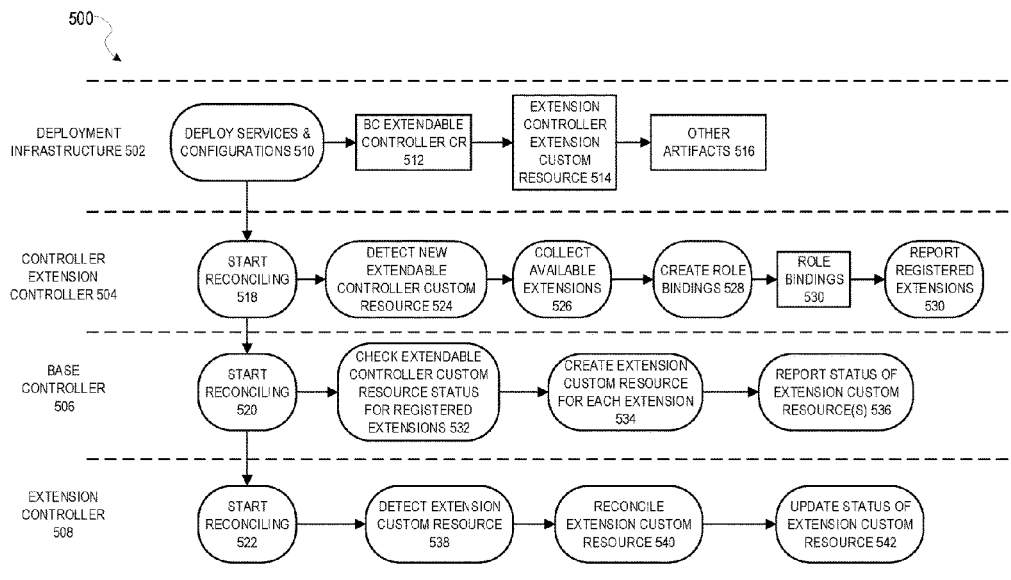 500
DEPLOYMENT
INFRASTRUCTURE 502
DEPLOY SERVICES &
CONFIGURATIONS 510
BC EXTENDABLE
CONTROLLER CR
512
EXTENSION
CONTROLLER
EXTENSION
CUSTOM
RESOURCE 514
OTHER
ARTIFACTS 516
CONTROLLER
EXTENSION
CONTROLLER 504
START
RECONCILING
518
DETECT NEW
EXTENDABLE
CONTROLLER CUSTOM
RESOURCE 524
COLLECT
AVAILABLE
EXTENSIONS
526
CREATE ROLE
BINDINGS 528
ROLE
BINDINGS
530
REPORT
REGISTERED
EXTENSIONS
530
BASE
CONTROLLER
506
START
RECONCILING
520
CHECK EXTENDABLE
CONTROLLER CUSTOM
RESOURCE STATUS
FOR REGISTERED
EXTENSIONS 532
CREATE EXTENSION
CUSTOM RESOURCE
FOR EACH EXTENSION
534
REPORT STATUS OF
EXTENSION CUSTOM
RESOURCE(S) 536
EXTENSION
CONTROLLER
508
START
RECONCILING
522
DETECT EXTENSION
CUSTOM RESOURCE
538
RECONCILE
EXTENSION CUSTOM
RESOURCE 540
UPDATE STATUS OF
EXTENSION CUSTOM
RESOURCE 542